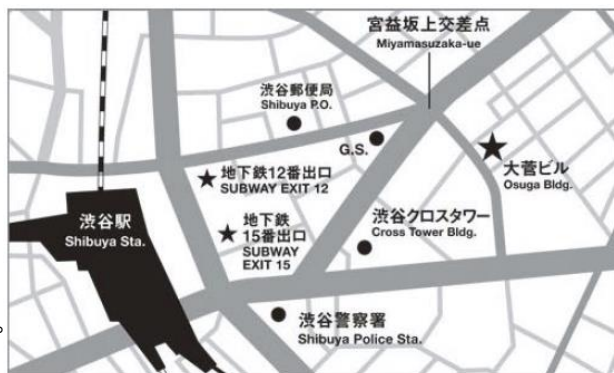 宮益坂上交差点
Miyamasuzaka-ue
渋谷郵便局
Shibuya P.O.
G.S.
大菅ビル
Osuga Bldg.
地下鉄12番出口
SUBWAY EXIT 12
渋谷駅
Shibuya Sta.
地下鉄
15番出口
SUBWAY
EXIT 15
渋谷クロスタワー
Cross Tower Bldg.
渋谷警察署
Shibuya Police Sta.
。